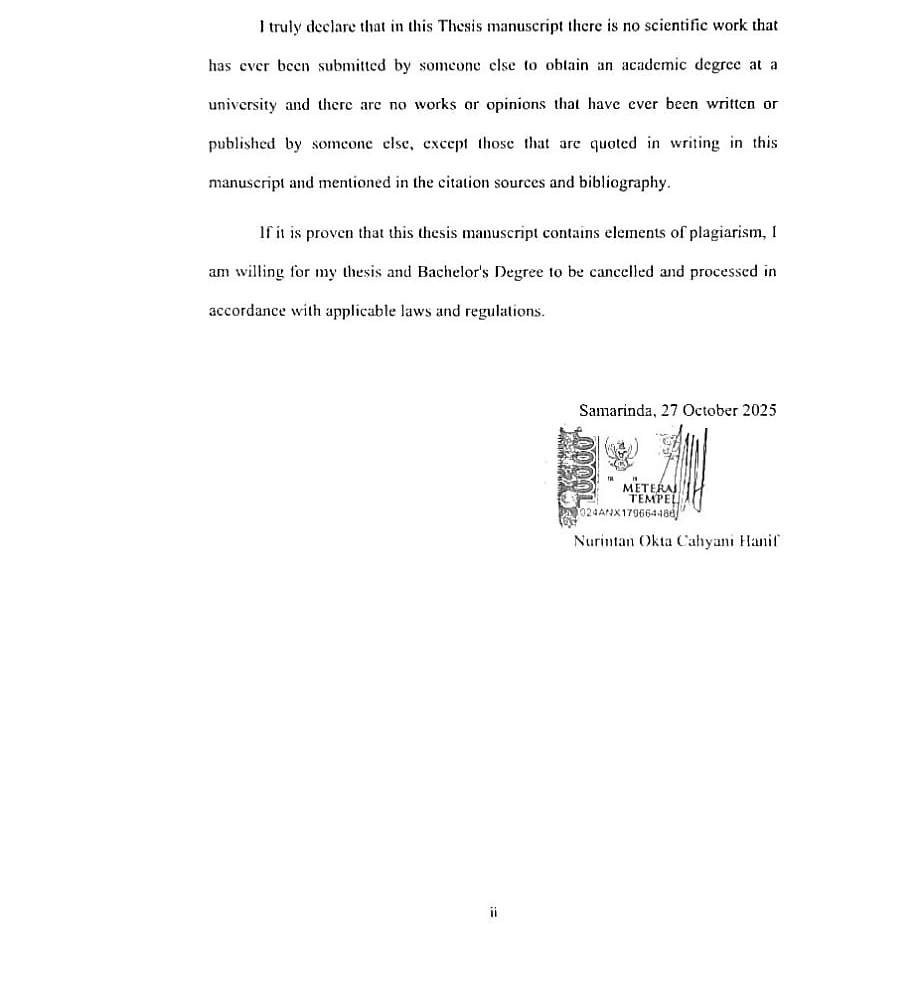 I truly declare that in this Thesis manuscript there is no scientific work that
has ever been submitted by someone else to obtain an academic degree at a
university and there are no works or opinions that have ever been written or
published by someone else, except those that are quoted in writing in this
manuscript and mentioned in the citation sources and bibliography.
If it is proven that this thesis manuscript contains elements of plagiarism, I
am willing for my thesis and Bachelor's Degree to be cancelled and processed in
accordance with applicable laws and regulations.
Samarinda, 27 October 2025
METERAI
TEMPEL
Nurintan Okta Cahyani Hanif
ii